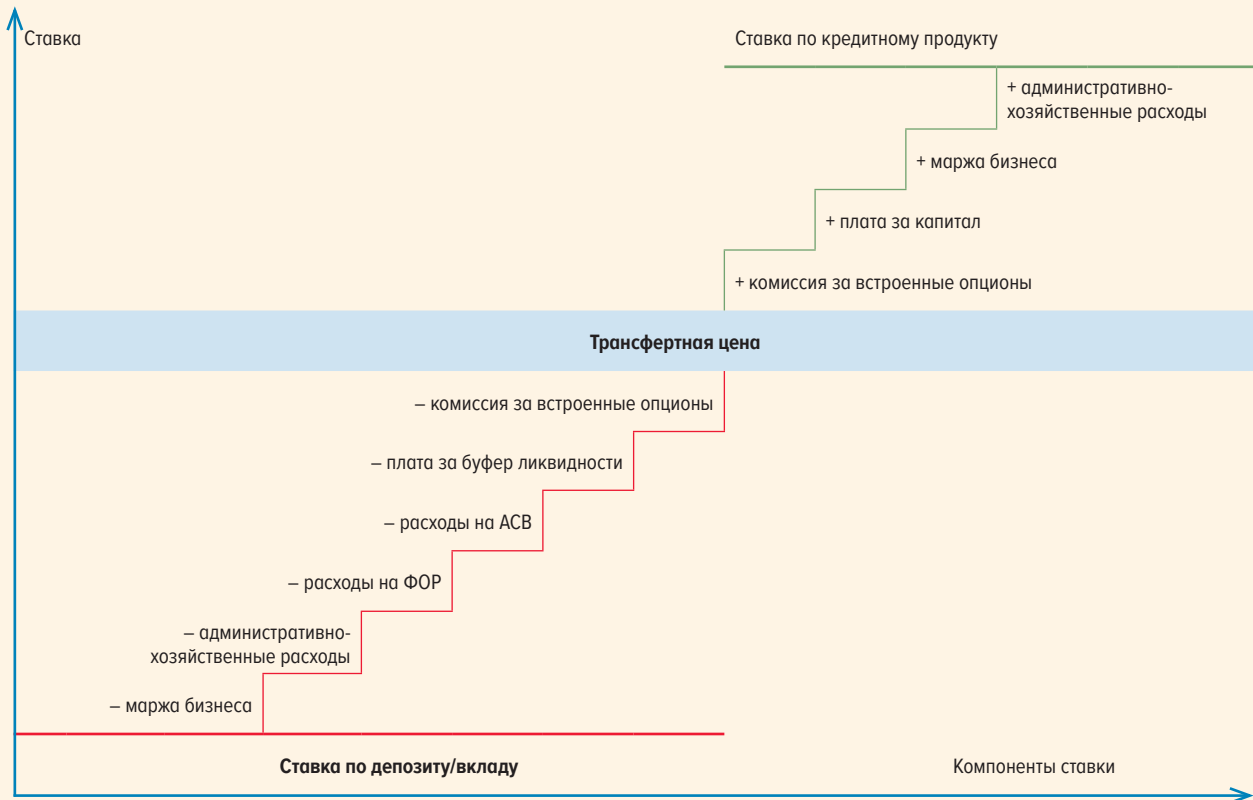 Ставка
Ставка по кредитному продукту
+ административно-
хозяйственные расходы
+ маржа бизнеса
+ плата за капитал
+ комиссия за встроенные опционы
Трансфертная цена
– комиссия за встроенные опционы
– плата за буфер ликвидности
– расходы на АСВ
– расходы на ФОР
– административно-
хозяйственные расходы
– маржа бизнеса
Ставка по депозиту/вкладу
Компоненты ставки